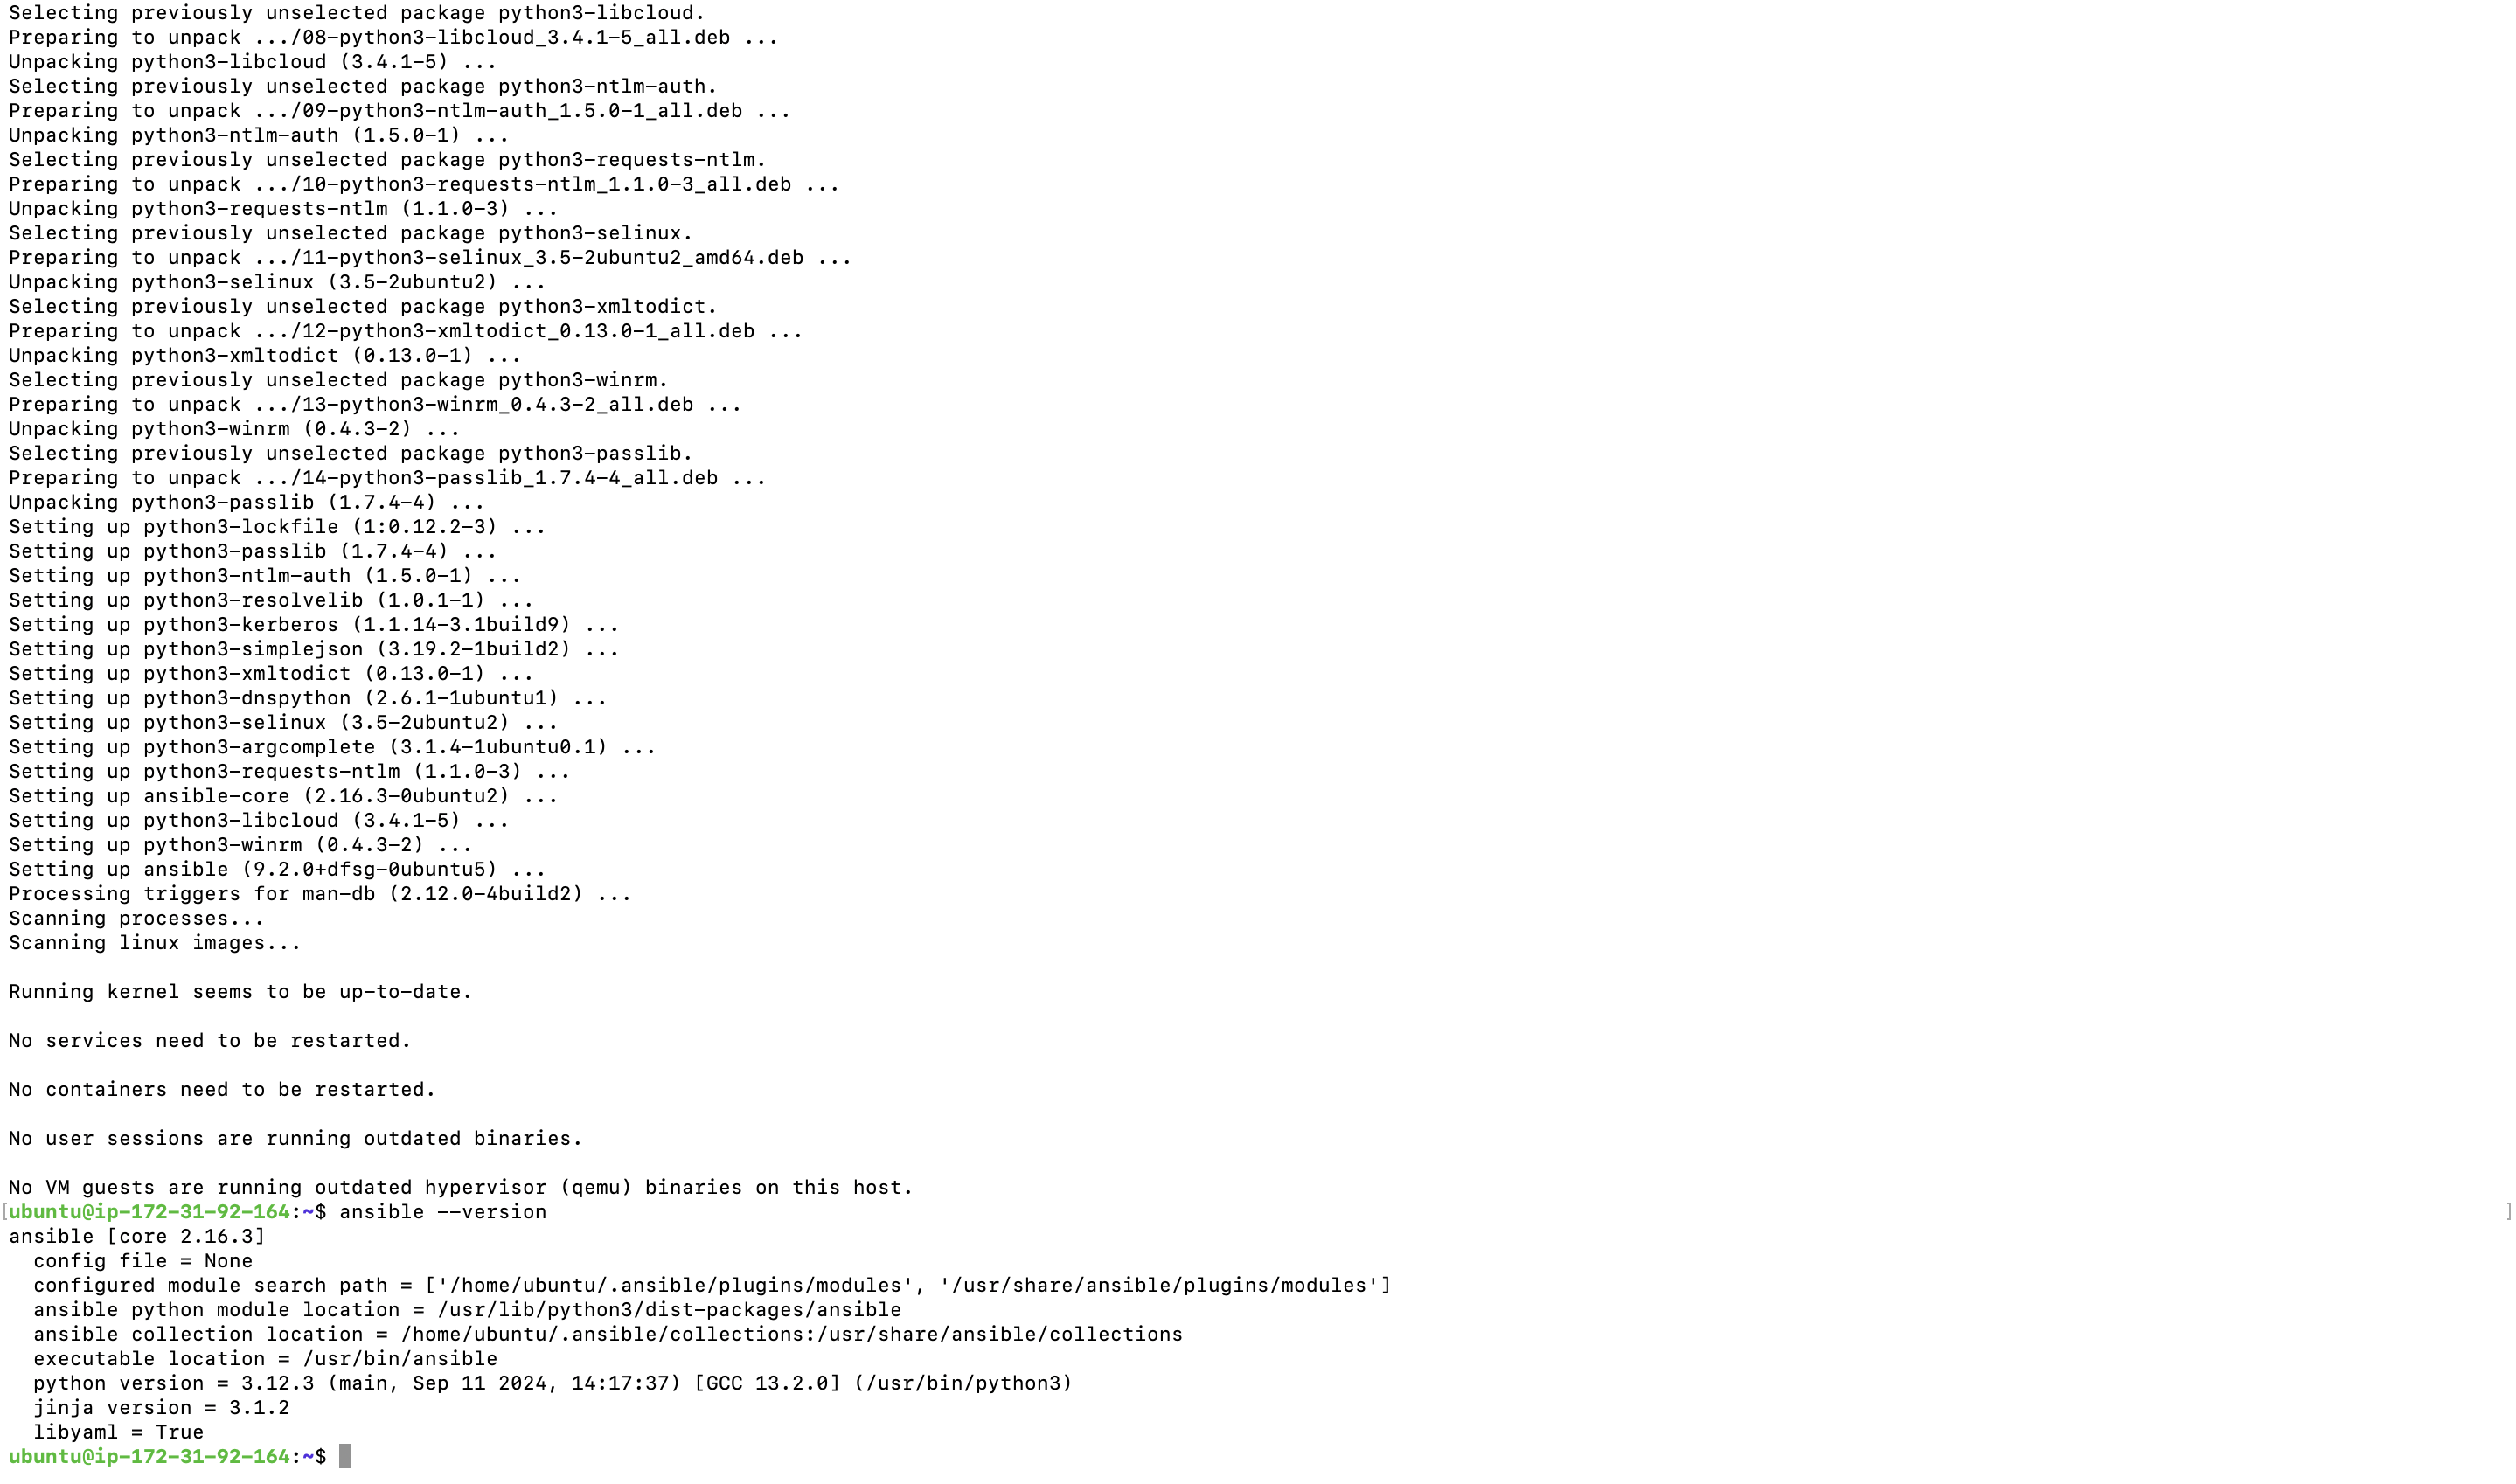 Selecting previously unselected package python3-libcloud.
Preparing to unpack .../08-python3-libcloud_3.4.1-5_all.deb ...
Unpacking python3-libcloud (3.4.1-5) ...
Selecting previously unselected package python3-ntlm-auth.
Preparing to unpack .../09-python3-ntlm-auth_1.5.0-1_all.deb ...
Unpacking python3-ntlm-auth (1.5.0-1) ...
Selecting previously unselected package python3-requests-ntlm.
Preparing to unpack .../10-python3-requests-ntlm_1.1.0-3_all.deb ...
Unpacking python3-requests-ntlm (1.1.0-3) ...
Selecting previously unselected package python3-selinux.
Preparing to unpack .../11-python3-selinux_3.5-2ubuntu2_amd64.deb ...
Unpacking python3-selinux (3.5-2ubuntu2) ...
Selecting previously unselected package python3-xmltodict.
Preparing to unpack .../12-python3-xmltodict_0.13.0-1_all.deb ...
Unpacking python3-xmltodict (0.13.0-1) ...
Selecting previously unselected package python3-winrm.
Preparing to unpack .../13-python3-winrm_0.4.3-2_all.deb ...
Unpacking python3-winrm (0.4.3-2) ...
Selecting previously unselected package python3-passlib.
Preparing to unpack .../14-python3-passlib_1.7.4-4_all.deb ...
Unpacking python3-passlib (1.7.4-4) ...
Setting up python3-lockfile (1:0.12.2-3) ...
Setting up python3-passlib (1.7.4-4) ...
Setting up python3-ntlm-auth (1.5.0-1) ...
Setting up python3-resolvelib (1.0.1-1) ...
Setting up python3-kerberos (1.1.14-3.1build9) ...
Setting up python3-simplejson (3.19.2-1build2) ...
Setting up python3-xmltodict (0.13.0-1) ...
Setting up python3-dnspython (2.6.1-1ubuntu1) ...
Setting up python3-selinux (3.5-2ubuntu2) ...
Setting up python3-argcomplete (3.1.4-1ubuntu0.1) ...
Setting up python3-requests-ntlm (1.1.0-3) ...
Setting up ansible-core (2.16.3-0ubuntu2) ...
Setting up python3-libcloud (3.4.1-5) ...
Setting up python3-winrm (0.4.3-2) ...
Setting up ansible (9.2.0+dfsg-0ubuntu5) ...
Processing triggers for man-db (2.12.0-4build2) ...
Scanning processes...
Scanning linux images...
Running kernel seems to be up-to-date.
No services need to be restarted.
No containers need to be restarted.
No user sessions are running outdated binaries.
No VM guests are running outdated hypervisor (qemu) binaries on this host.
[ubuntu@ip-172-31-92-164:~$ ansible --version ]
ansible [core 2.16.3]
  config file = None
  configured module search path = ['/home/ubuntu/.ansible/plugins/modules', '/usr/share/ansible/plugins/modules']
  ansible python module location = /usr/lib/python3/dist-packages/ansible
  ansible collection location = /home/ubuntu/.ansible/collections:/usr/share/ansible/collections
  executable location = /usr/bin/ansible
  python version = 3.12.3 (main, Sep 11 2024, 14:17:37) [GCC 13.2.0] (/usr/bin/python3)
  jinja version = 3.1.2
  libyaml = True
ubuntu@ip-172-31-92-164:~$